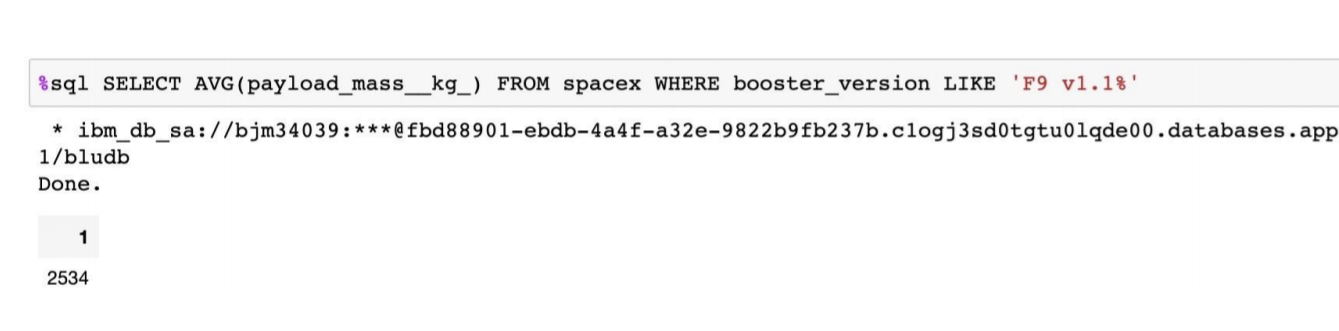 %sql SELECT AVG(payload_mass__kg_) FROM spacex WHERE booster_version LIKE 'F9 v1.1%'
* ibm_db_sa://bjm34039:***@fbd88901-ebdb-4a4f-a32e-9822b9fb237b.c1ogj3sd0tgtu0lqde00.databases.app
1/bludb
Done.
1
2534